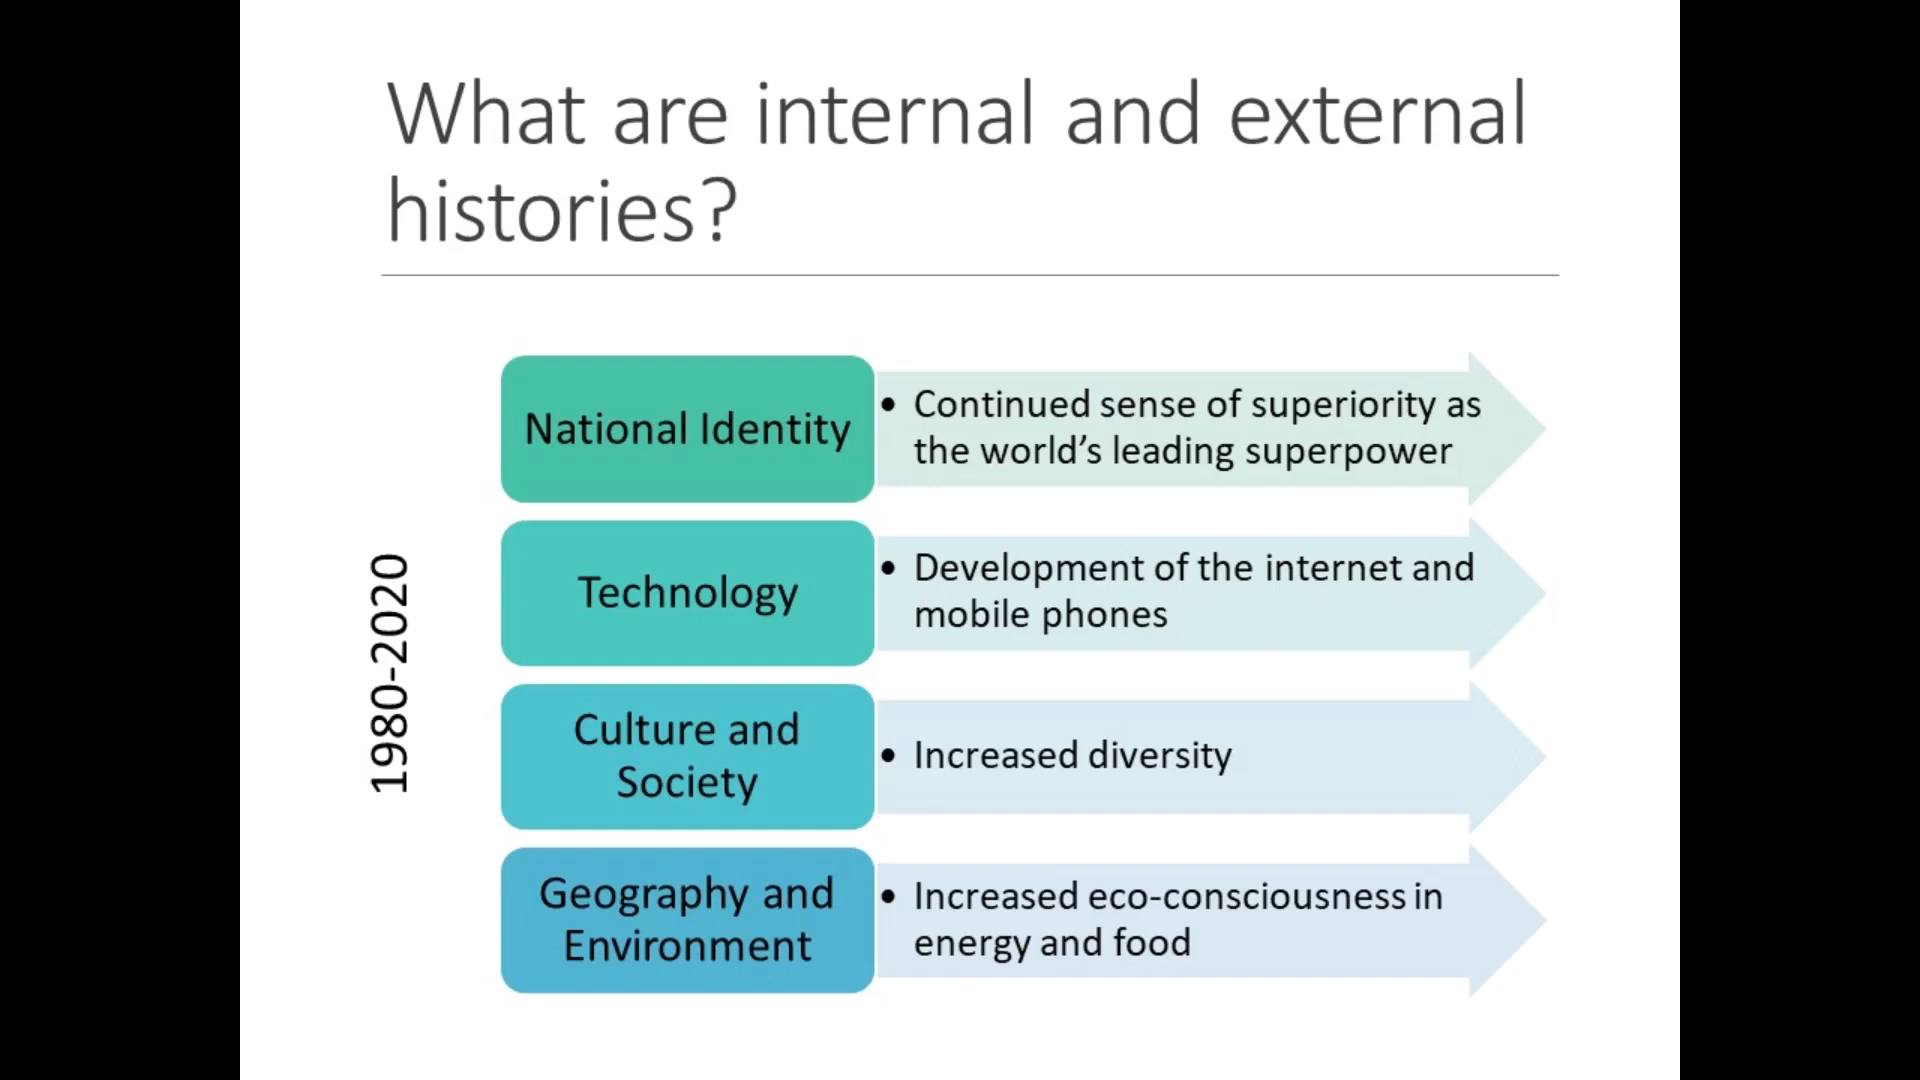 What are internal and external
histories?
1980-2020
National Identity
• Continued sense of superiority as
the world’s leading superpower
Technology
• Development of the internet and
mobile phones
Culture and
Society
• Increased diversity
Geography and
Environment
• Increased eco-consciousness in
energy and food